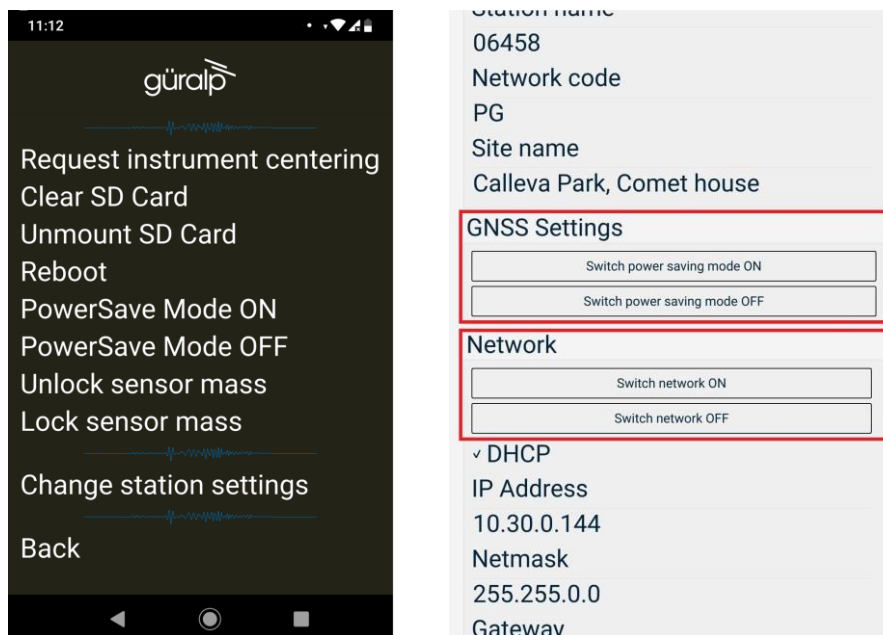 11:12
güralp
Request instrument centering
Clear SD Card
Unmount SD Card
Reboot
PowerSave Mode ON
PowerSave Mode OFF
Unlock sensor mass
Lock sensor mass
Change station settings
Back
Station name
06458
Network code
PG
Site name
Calleva Park, Comet house
GNSS Settings
Switch power saving mode ON
Switch power saving mode OFF
Network
Switch network ON
Switch network OFF
DHCP
IP Address
10.30.0.144
Netmask
255.255.0.0
Gateway